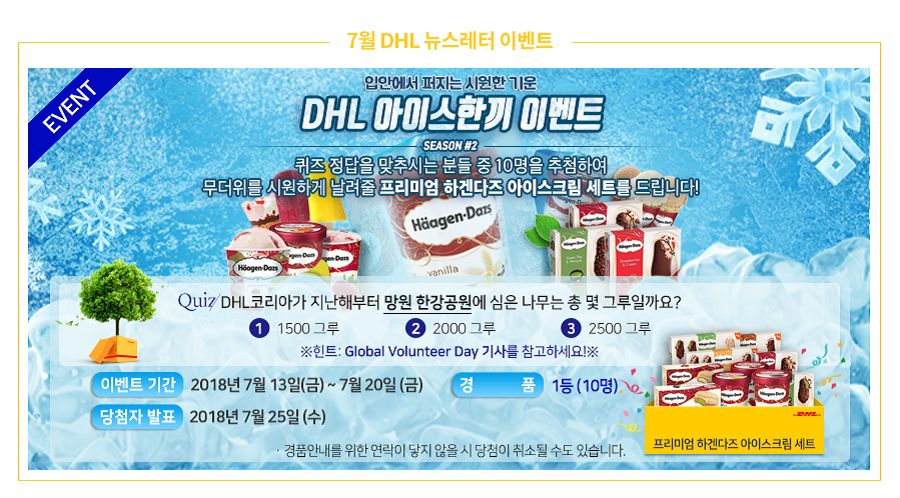 7월 DHL 뉴스레터 이벤트
EVENT
입안에서 퍼지는 시원한 기운
DHL 아이스한끼 이벤트
SEASON #2
퀴즈 정답을 맞추시는 분들 중 10명을 추첨하여
무더위를 시원하게 날려줄 프리미엄 하겐다즈 아이스크림 세트를 드립니다!
Häagen-Dazs
vanilla
Häagen-Dazs
Quiz/ DHL코리아가 지난해부터 망원 한강공원에 심은 나무는 총 몇 그루일까요?
1 1500 그루 2 2000 그루 3 2500 그루
※힌트: Global Volunteer Day 기사를 참고하세요!※
이벤트 기간 2018년 7월 13일(금) ~ 7월 20일 (금) 경 품 1등 (10명)
당첨자 발표 2018년 7월 25일 (수)
DHL
프리미엄 하겐다즈 아이스크림 세트
· 경품안내를 위한 연락이 닿지 않을 시 당첨이 취소될 수도 있습니다.